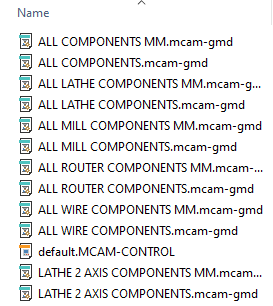 Name
ALL COMPONENTS MM.mcam-gmd
ALL COMPONENTS.mcam-gmd
ALL LATHE COMPONENTS MM.mcam-g...
ALL LATHE COMPONENTS.mcam-gmd
ALL MILL COMPONENTS MM.mcam-gmd
ALL MILL COMPONENTS.mcam-gmd
ALL ROUTER COMPONENTS MM.mcam-...
ALL ROUTER COMPONENTS.mcam-gmd
ALL WIRE COMPONENTS MM.mcam-gmd
ALL WIRE COMPONENTS.mcam-gmd
default.MCAM-CONTROL
LATHE 2 AXIS COMPONENTS MM.mcam...
LATHE 2 AXIS COMPONENTS.mcam-gmd